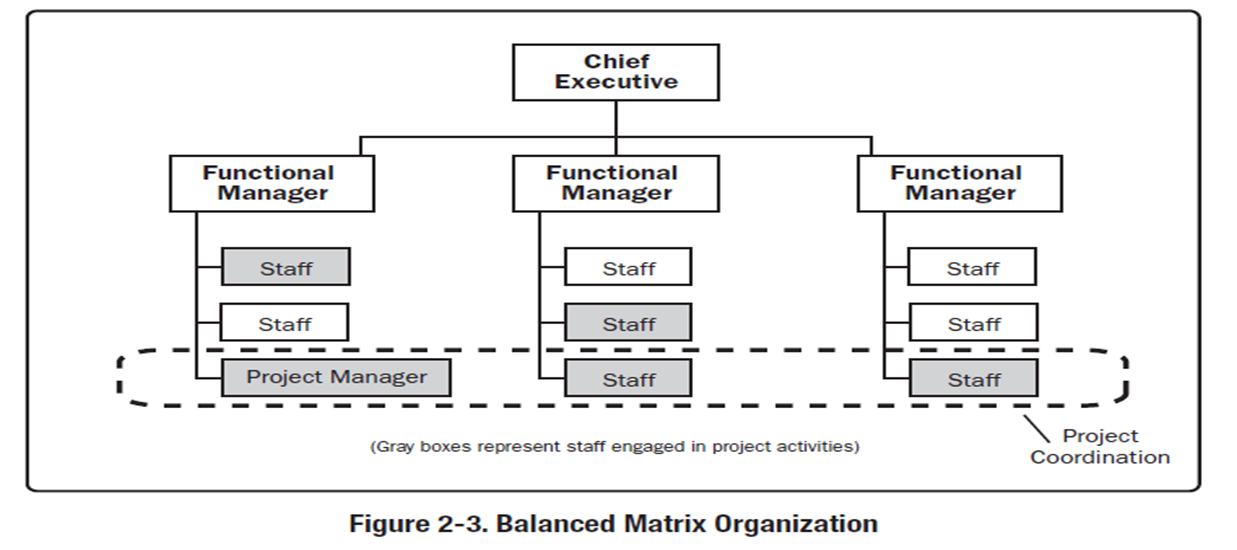 Chief
Executive
Functional
Manager
Functional
Manager
Functional
Manager
Staff
Staff
Staff
Staff
Staff
Staff
Project Manager
Staff
Staff
(Gray boxes represent staff engaged in project activities)
Project
Coordination
Figure 2-3. Balanced Matrix Organization